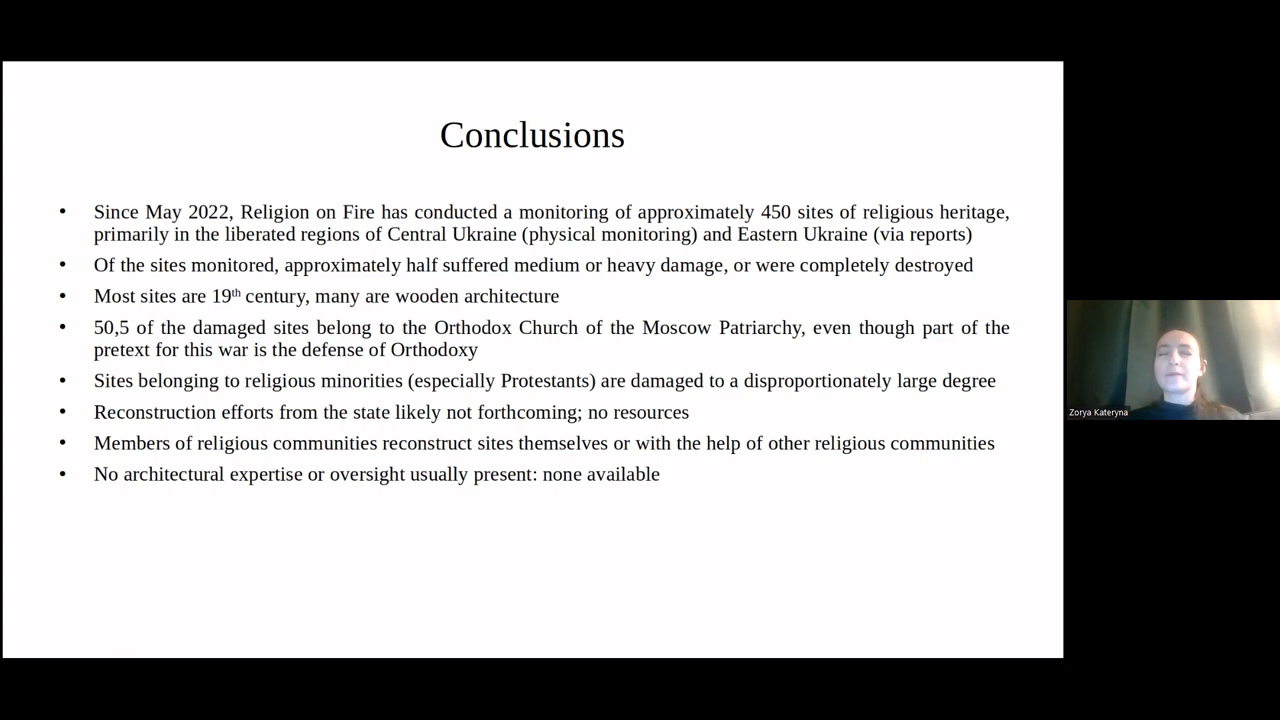 Conclusions
• Since May 2022, Religion on Fire has conducted a monitoring of approximately 450 sites of religious heritage,
primarily in the liberated regions of Central Ukraine (physical monitoring) and Eastern Ukraine (via reports)
• Of the sites monitored, approximately half suffered medium or heavy damage, or were completely destroyed
• Most sites are 19th century, many are wooden architecture
• 50,5 of the damaged sites belong to the Orthodox Church of the Moscow Patriarchy, even though part of the
pretext for this war is the defense of Orthodoxy
• Sites belonging to religious minorities (especially Protestants) are damaged to a disproportionately large degree
• Reconstruction efforts from the state likely not forthcoming; no resources
• Members of religious communities reconstruct sites themselves or with the help of other religious communities
• No architectural expertise or oversight usually present: none available
Zorya Kateryna